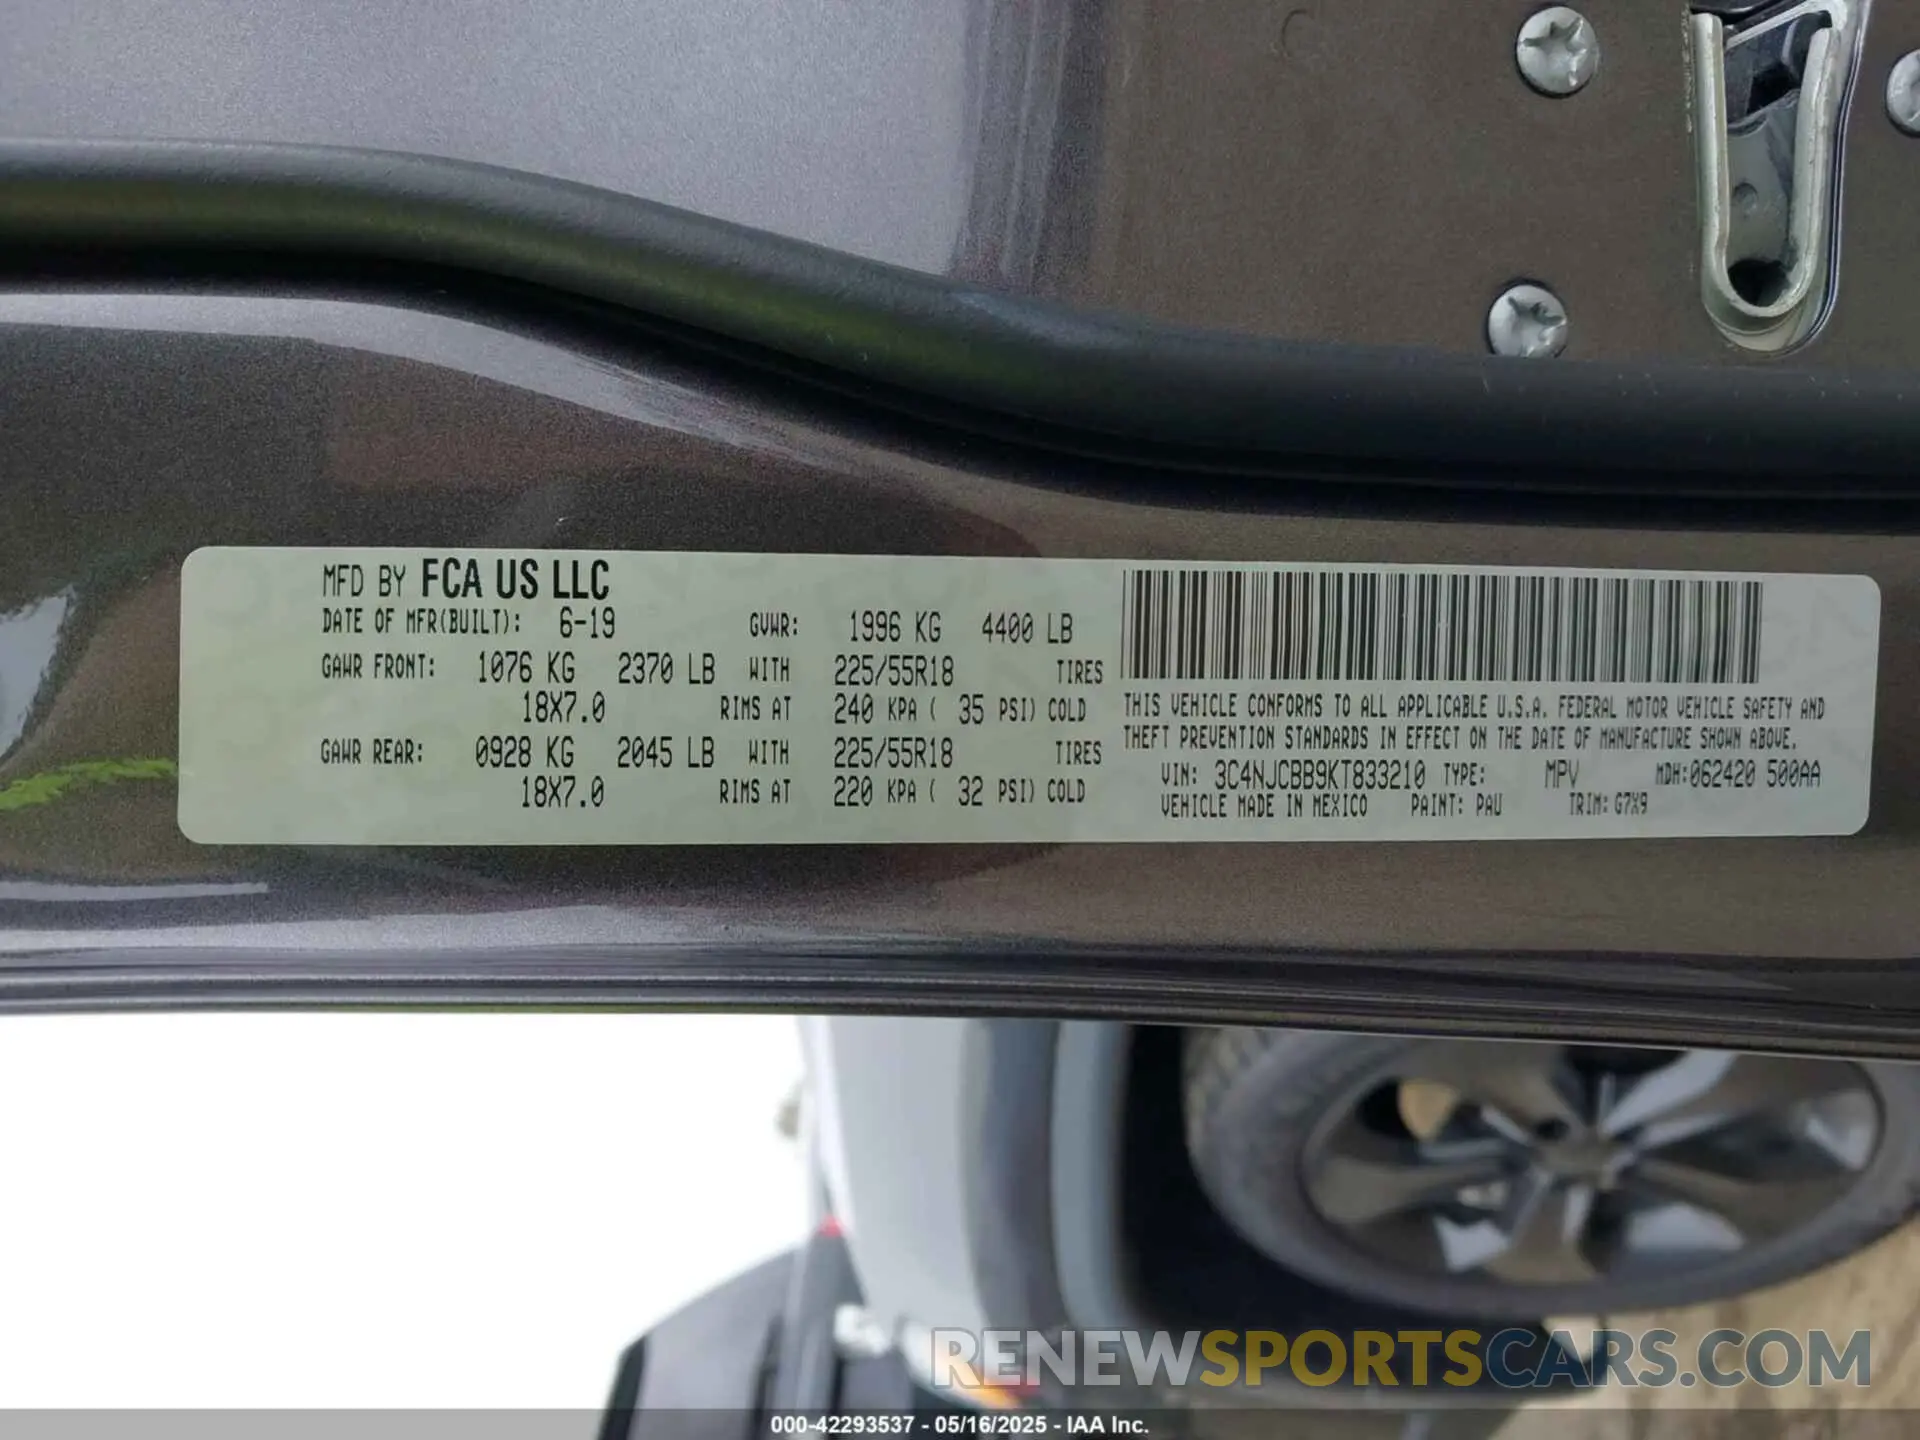 MFD BY FCA US LLC
DATE OF MFR(BUILT): 6-19 GVWR: 1996 KG 4400 LB
GAWR FRONT: 1076 KG 2370 LB WITH 225/55R18 TIRES
18X7.0 RIMS AT 240 KPA ( 35 PSI) COLD
GAWR REAR: 0928 KG 2045 LB WITH 225/55R18 TIRES
18X7.0 RIMS AT 220 KPA ( 32 PSI) COLD
THIS VEHICLE CONFORMS TO ALL APPLICABLE U.S.A. FEDERAL MOTOR VEHICLE SAFETY AND
THEFT PREVENTION STANDARDS IN EFFECT ON THE DATE OF MANUFACTURE SHOWN ABOVE.
VIN: 3C4NJCBB9KT833210 TYPE: MPV MDH:062420 500AA
VEHICLE MADE IN MEXICO PAINT: PAU TRIM: G7X9
RENEWSPORTSCARS.COM
000-42293537 - 05/16/2025 - IAA Inc.